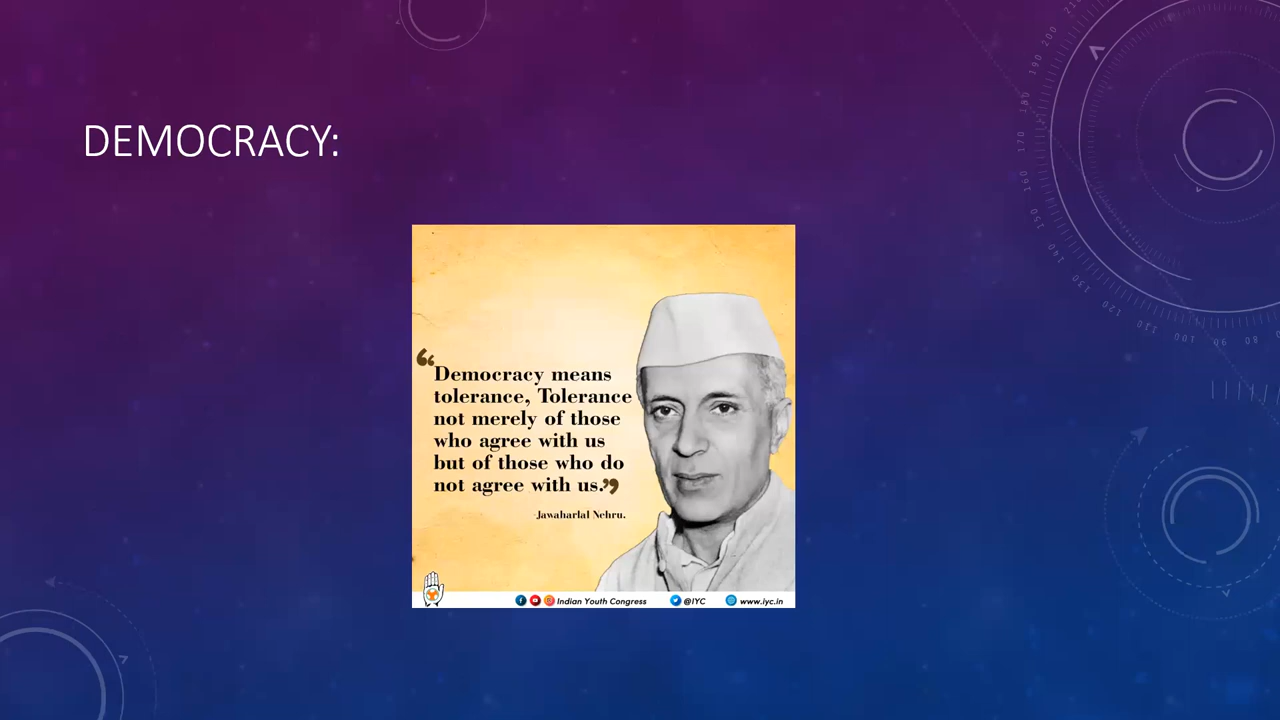 DEMOCRACY:
“Democracy means
tolerance, Tolerance
not merely of those
who agree with us
but of those who do
not agree with us.”
-Jawaharlal Nehru.
Indian Youth Congress @IYC www.iyc.in